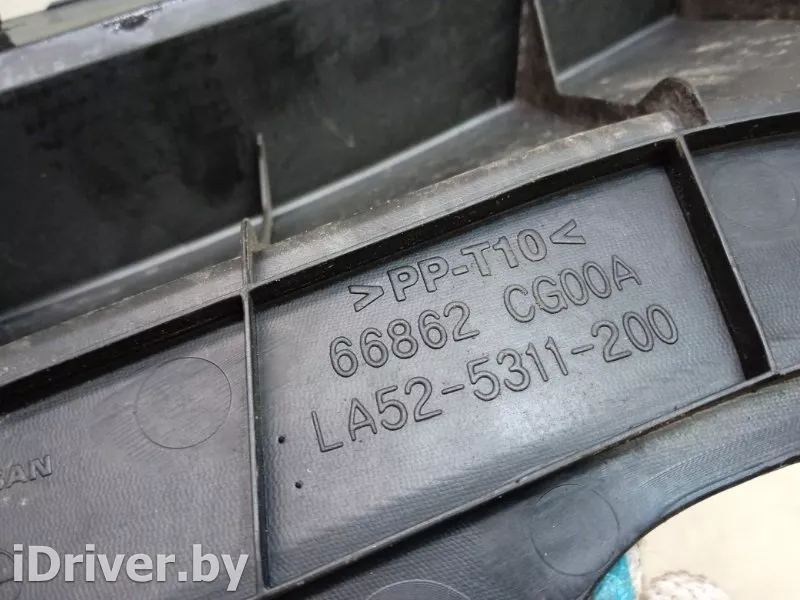 >PP-T10<
66862 CG00A
LA52-5311-200
iDriver.by